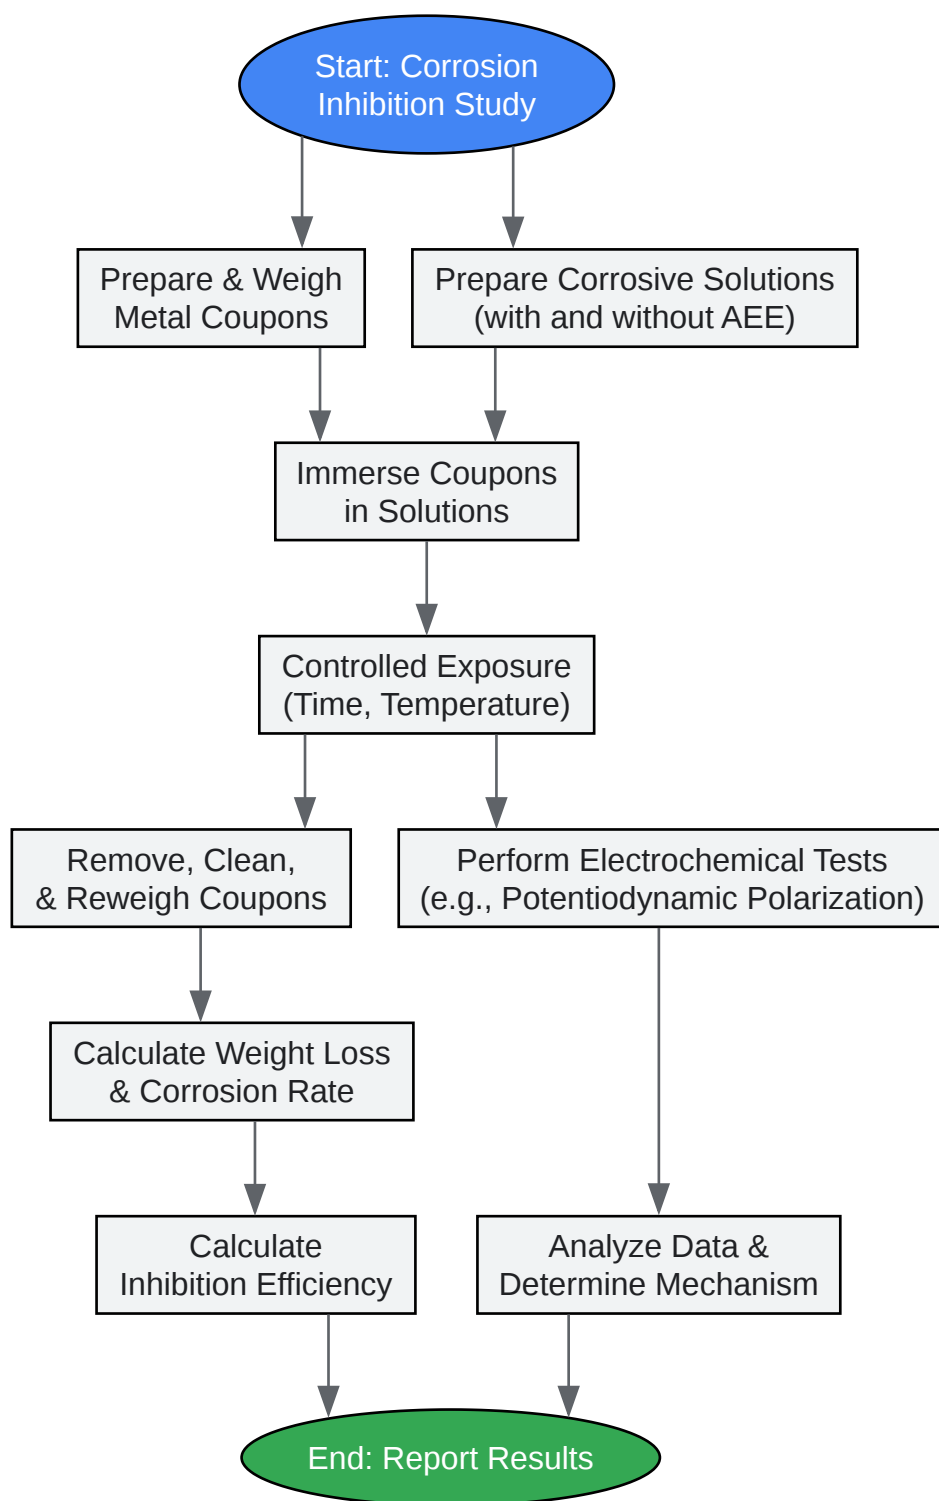 Start: Corrosion
Inhibition Study
Prepare & Weigh
Metal Coupons
Prepare Corrosive Solutions
(with and without AEE)
Immerse Coupons
in Solutions
Controlled Exposure
(Time, Temperature)
Remove, Clean,
& Reweigh Coupons
Perform Electrochemical Tests
(e.g., Potentiodynamic Polarization)
Calculate Weight Loss
& Corrosion Rate
Calculate
Inhibition Efficiency
Analyze Data &
Determine Mechanism
End: Report Results